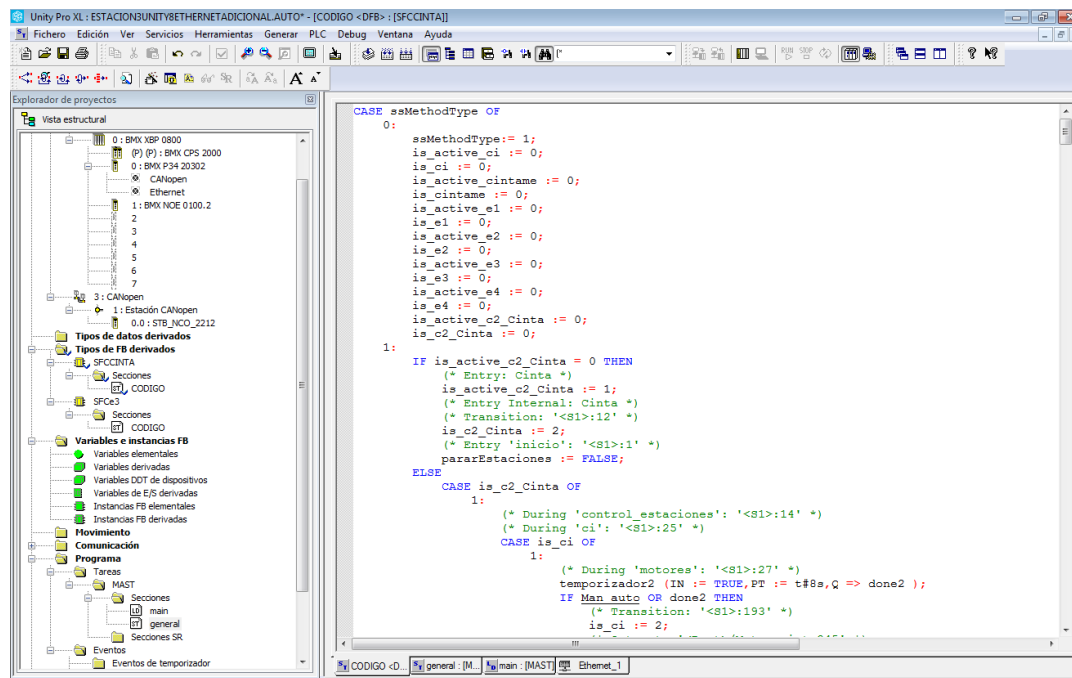 Unity Pro XL : ESTACION3UNITY8ETHERNETADICIONAL.AUTO* - [CODIGO <DFB> : [SFCCINTA]]
Fichero Edición Ver Servicios Herramientas Generar PLC Debug Ventana Ayuda
Explorador de proyectos
Vista estructural
0 : BMX XBP 0800
(P) (P) : BMX CPS 2000
0 : BMX P34 20302
CANopen
Ethernet
1 : BMX NOE 0100.2
2
3
4
5
6
7
3 : CANopen
1 : Estación CANopen
0.0 : STB_NCO_2212
Tipos de datos derivados
Tipos de FB derivados
SFCCINTA
Secciones
CODIGO
SFCe3
Secciones
CODIGO
Variables e instancias FB
Variables elementales
Variables derivadas
Variables DDT de dispositivos
Variables de E/S derivadas
Instancias FB elementales
Instancias FB derivadas
Movimiento
Comunicación
Programa
Tareas
MAST
Secciones
main
general
Secciones SR
Eventos
Eventos de temporizador
CASE ssMethodType OF
0:
ssMethodType:= 1;
is_active_ci := 0;
is_ci := 0;
is_active_cintame := 0;
is_cintame := 0;
is_active_e1 := 0;
is_e1 := 0;
is_active_e2 := 0;
is_e2 := 0;
is_active_e3 := 0;
is_e3 := 0;
is_active_e4 := 0;
is_e4 := 0;
is_active_c2_Cinta := 0;
is_c2_Cinta := 0;
1:
IF is_active_c2_Cinta = 0 THEN
(* Entry: Cinta *)
is_active_c2_Cinta := 1;
(* Entry Internal: Cinta *)
(* Transition: '<S1>:12' *)
is_c2_Cinta := 2;
(* Entry 'inicio': '<S1>:1' *)
pararEstaciones := FALSE;
ELSE
CASE is_c2_Cinta OF
1:
(* During 'control_estaciones': '<S1>:14' *)
(* During 'ci': '<S1>:25' *)
CASE is_ci OF
1:
(* During 'motores': '<S1>:27' *)
temporizador2 (IN := TRUE,PT := t#8s,Q => done2 );
IF Man_auto OR done2 THEN
(* Transition: '<S1>:193' *)
is_ci := 2;
CODIGO <D... general : [M... main : [MAST] Ethernet_1